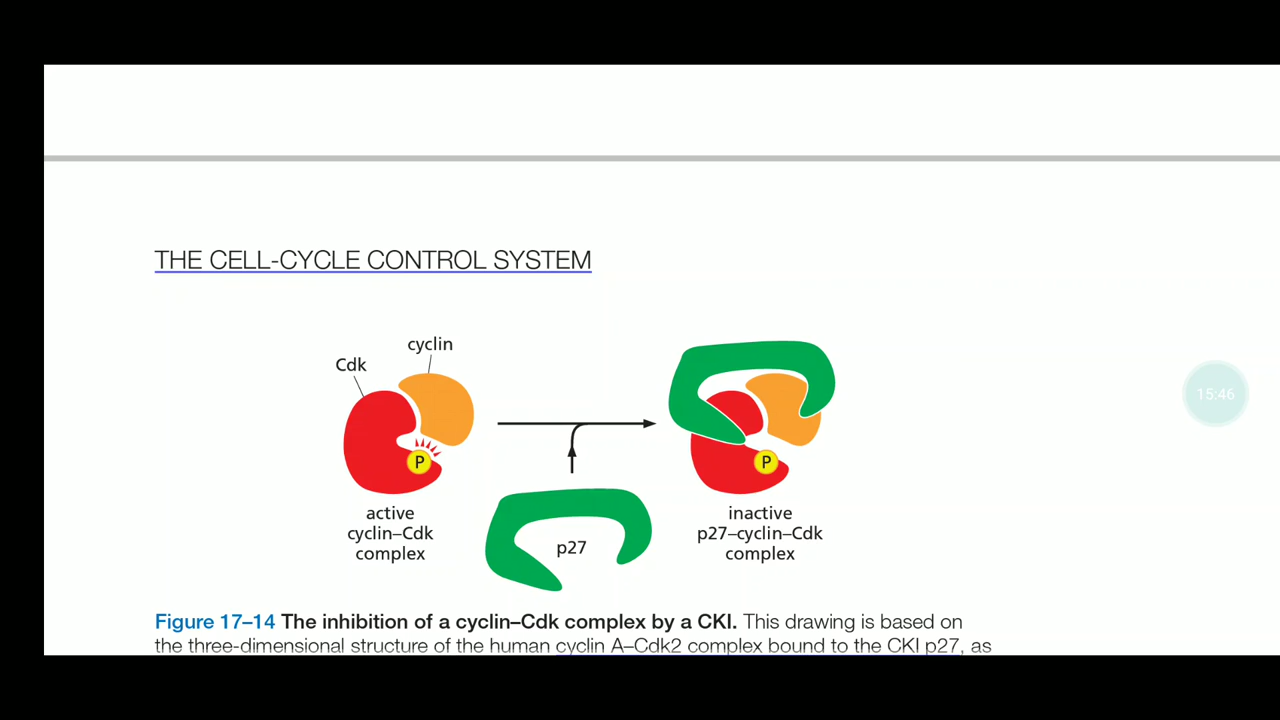 THE CELL-CYCLE CONTROL SYSTEM
cyclin
Cdk
P
active
cyclin–Cdk
complex
p27
P
inactive
p27–cyclin–Cdk
complex
15:46
Figure 17–14 The inhibition of a cyclin–Cdk complex by a CKI. This drawing is based on
the three-dimensional structure of the human cyclin A–Cdk2 complex bound to the CKI p27, as